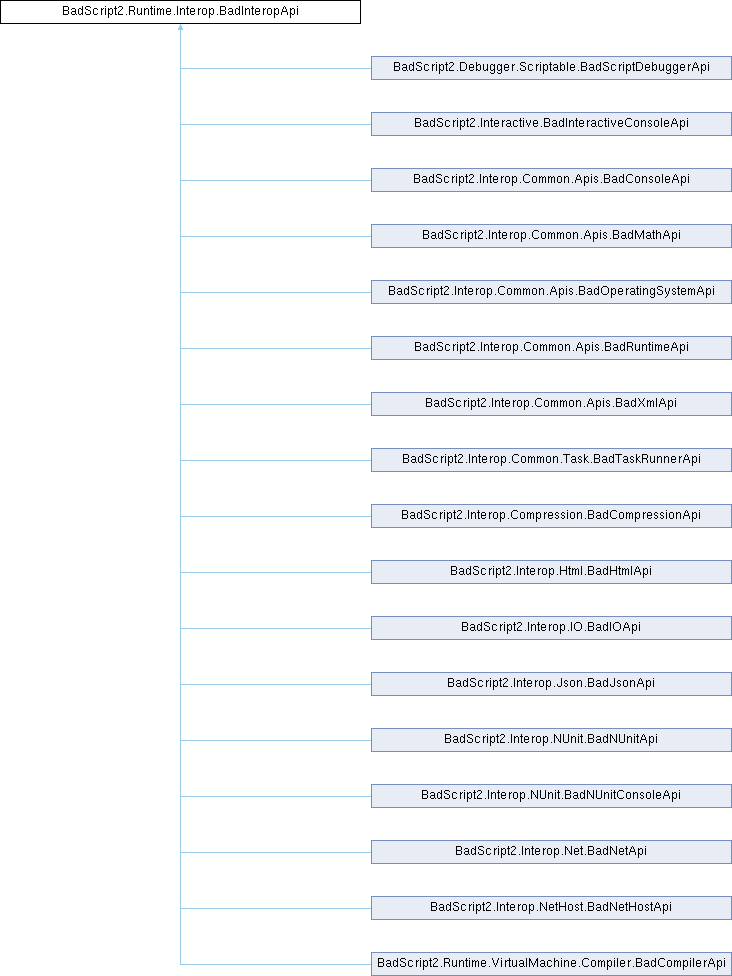 BadScript2.Runtime.Interop.BadInteropApi
BadScript2.Debugger.Scriptable.BadScriptDebuggerApi
BadScript2.Interactive.BadInteractiveConsoleApi
BadScript2.Interop.Common.Apis.BadConsoleApi
BadScript2.Interop.Common.Apis.BadMathApi
BadScript2.Interop.Common.Apis.BadOperatingSystemApi
BadScript2.Interop.Common.Apis.BadRuntimeApi
BadScript2.Interop.Common.Apis.BadXmlApi
BadScript2.Interop.Common.Task.BadTaskRunnerApi
BadScript2.Interop.Compression.BadCompressionApi
BadScript2.Interop.Html.BadHtmlApi
BadScript2.Interop.IO.BadIOApi
BadScript2.Interop.Json.BadJsonApi
BadScript2.Interop.NUnit.BadNUnitApi
BadScript2.Interop.NUnit.BadNUnitConsoleApi
BadScript2.Interop.Net.BadNetApi
BadScript2.Interop.NetHost.BadNetHostApi
BadScript2.Runtime.VirtualMachine.Compiler.BadCompilerApi